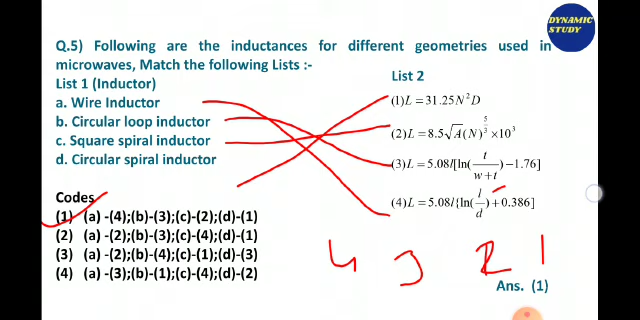 DYNAMIC
STUDY
Q.5) Following are the inductances for different geometries used in
microwaves, Match the following Lists :-
List 1 (Inductor)
a. Wire Inductor
b. Circular loop inductor
c. Square spiral inductor
d. Circular spiral inductor
List 2
(1)L = 31.25N²D
(2)L = 8.5√A(N)^(5/3) ×10³
(3)L = 5.08l[ln(t/(w+t)) −1.76]
(4)L = 5.08l{ln(l/d)+0.386]
Codes
(1) (a) -(4);(b)-(3);(c)-(2);(d)-(1)
(2) (a) -(2);(b)-(3);(c)-(4);(d)-(1)
(3) (a) -(2);(b)-(4);(c)-(1);(d)-(3)
(4) (a) -(3);(b)-(1);(c)-(4);(d)-(2)
4 3 2 1
Ans. (1)